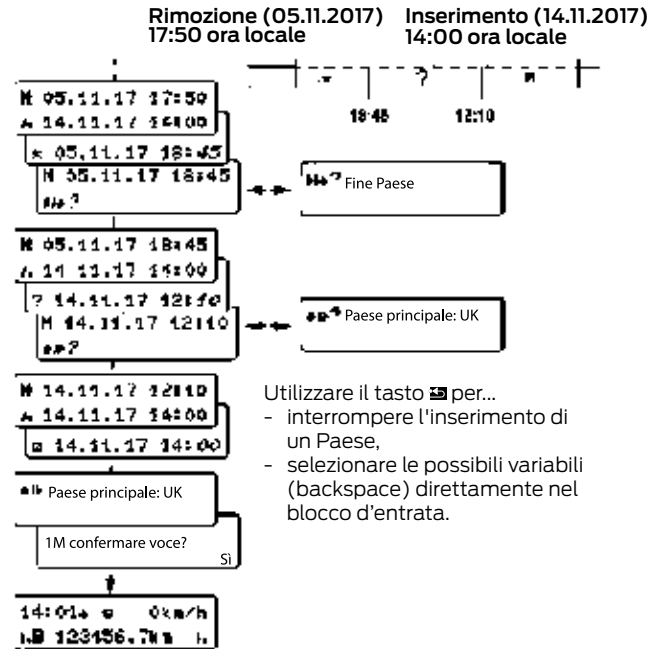 Rimozione (05.11.2017) Inserimento (14.11.2017)
17:50 ora locale 14:00 ora locale
?
18:45 12:10
M 05.11.17 17:50
14.11.17 14:00
05.11.17 18:45
M 05.11.17 18:45
?
? Fine Paese
M 05.11.17 18:45
14.11.17 14:00
? 14.11.17 12:10
M 14.11.17 12:10
?
Paese principale: UK
M 14.11.17 12:10
14.11.17 14:00
14.11.17 14:00
Utilizzare il tasto per...
- interrompere l'inserimento di
un Paese,
- selezionare le possibili variabili
(backspace) direttamente nel
blocco d'entrata.
Paese principale: UK
1M confermare voce?
Sì
14:01 0km/h
123456.7km